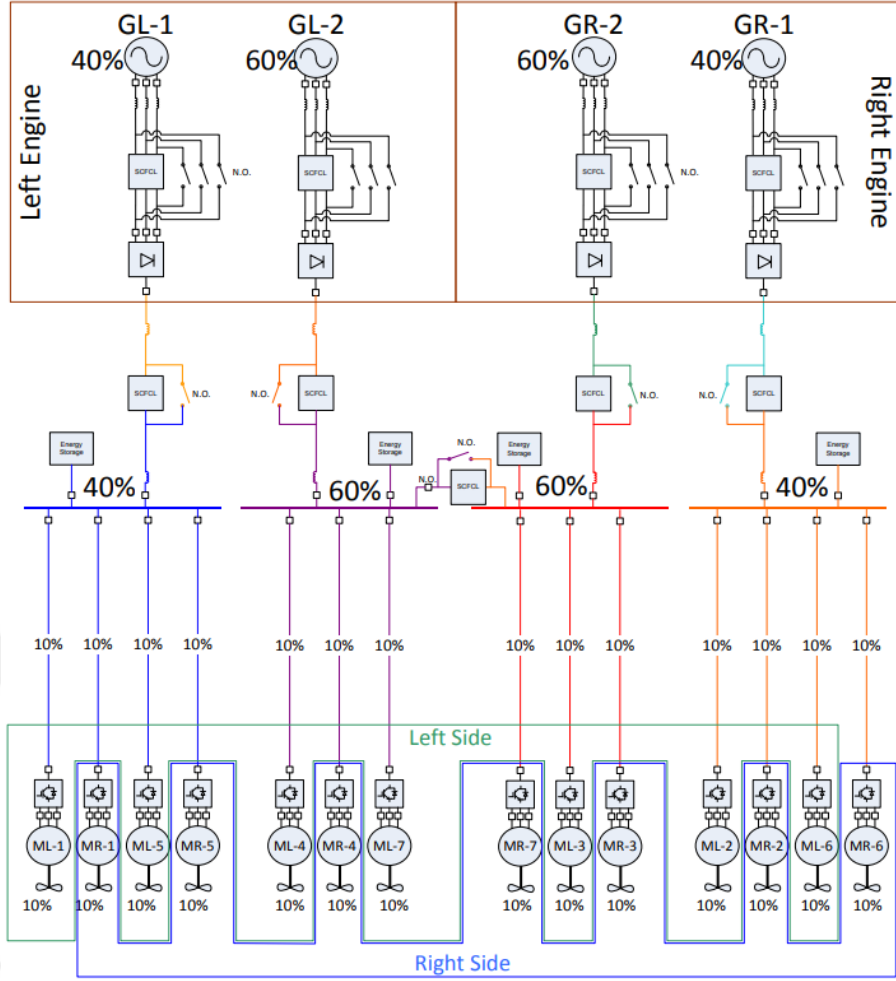 GL-1 GL-2 GR-2 GR-1
40% 60% 60% 40%
Left Engine
Right Engine
SCFCL N.O. SCFCL SCFCL N.O. SCFCL
SCFCL N.O. N.O. SCFCL SCFCL N.O. N.O. SCFCL
Energy Storage
Energy Storage
N.O.
N.O.
SCFCL
Energy Storage
Energy Storage
40% 60% 60% 40%
10% 10% 10% 10% 10% 10% 10% 10% 10% 10% 10% 10% 10% 10%
Left Side
ML-1 MR-1 ML-5 MR-5 ML-4 MR-4 ML-7 MR-7 ML-3 MR-3 ML-2 MR-2 ML-6 MR-6
10% 10% 10% 10% 10% 10% 10% 10% 10% 10% 10% 10% 10% 10%
Right Side